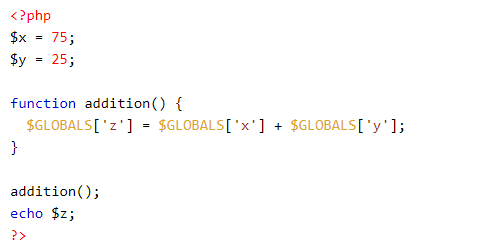 <?php
$x = 75;
$y = 25;

function addition() {
  $GLOBALS['z'] = $GLOBALS['x'] + $GLOBALS['y'];
}

addition();
echo $z;
?>